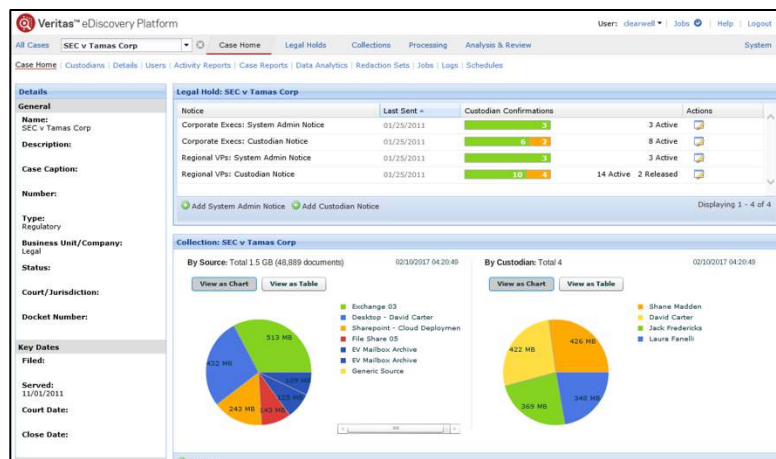 Veritas™ eDiscovery Platform
User: clearwell | Jobs | Help | Logout
All Cases SEC v Tamas Corp Case Home Legal Holds Collections Processing Analysis & Review System
Case Home | Custodians | Details | Users | Activity Reports | Case Reports | Data Analytics | Redaction Sets | Jobs | Logs | Schedules
Details
General
Name:
SEC v Tamas Corp
Description:
Case Caption:
Number:
Type:
Regulatory
Business Unit/Company:
Legal
Status:
Court/Jurisdiction:
Docket Number:
Key Dates
Filed:
Served:
11/01/2011
Court Date:
Close Date:
Legal Hold: SEC v Tamas Corp
Notice Last Sent Custodian Confirmations Actions
Corporate Execs: System Admin Notice 01/25/2011 3 3 Active
Corporate Execs: Custodian Notice 01/25/2011 6 2 8 Active
Regional VPs: System Admin Notice 01/25/2011 3 3 Active
Regional VPs: Custodian Notice 01/25/2011 10 4 14 Active 2 Released
Add System Admin Notice Add Custodian Notice Displaying 1 - 4 of 4
Collection: SEC v Tamas Corp
By Source: Total 1.5 GB (48,889 documents) 02/10/2017 04:20:49
View as Chart View as Table
Exchange 03
Desktop - David Carter
Sharepoint - Cloud Deploymen
File Share 05
EV Mailbox Archive
EV Mailbox Archive
Generic Source
513 MB
432 MB
109 MB
125 MB
243 MB
143 MB
By Custodian: Total 4 02/10/2017 04:20:49
View as Chart View as Table
Shane Madden
David Carter
Jack Fredericks
Laura Fanelli
422 MB
426 MB
369 MB
348 MB